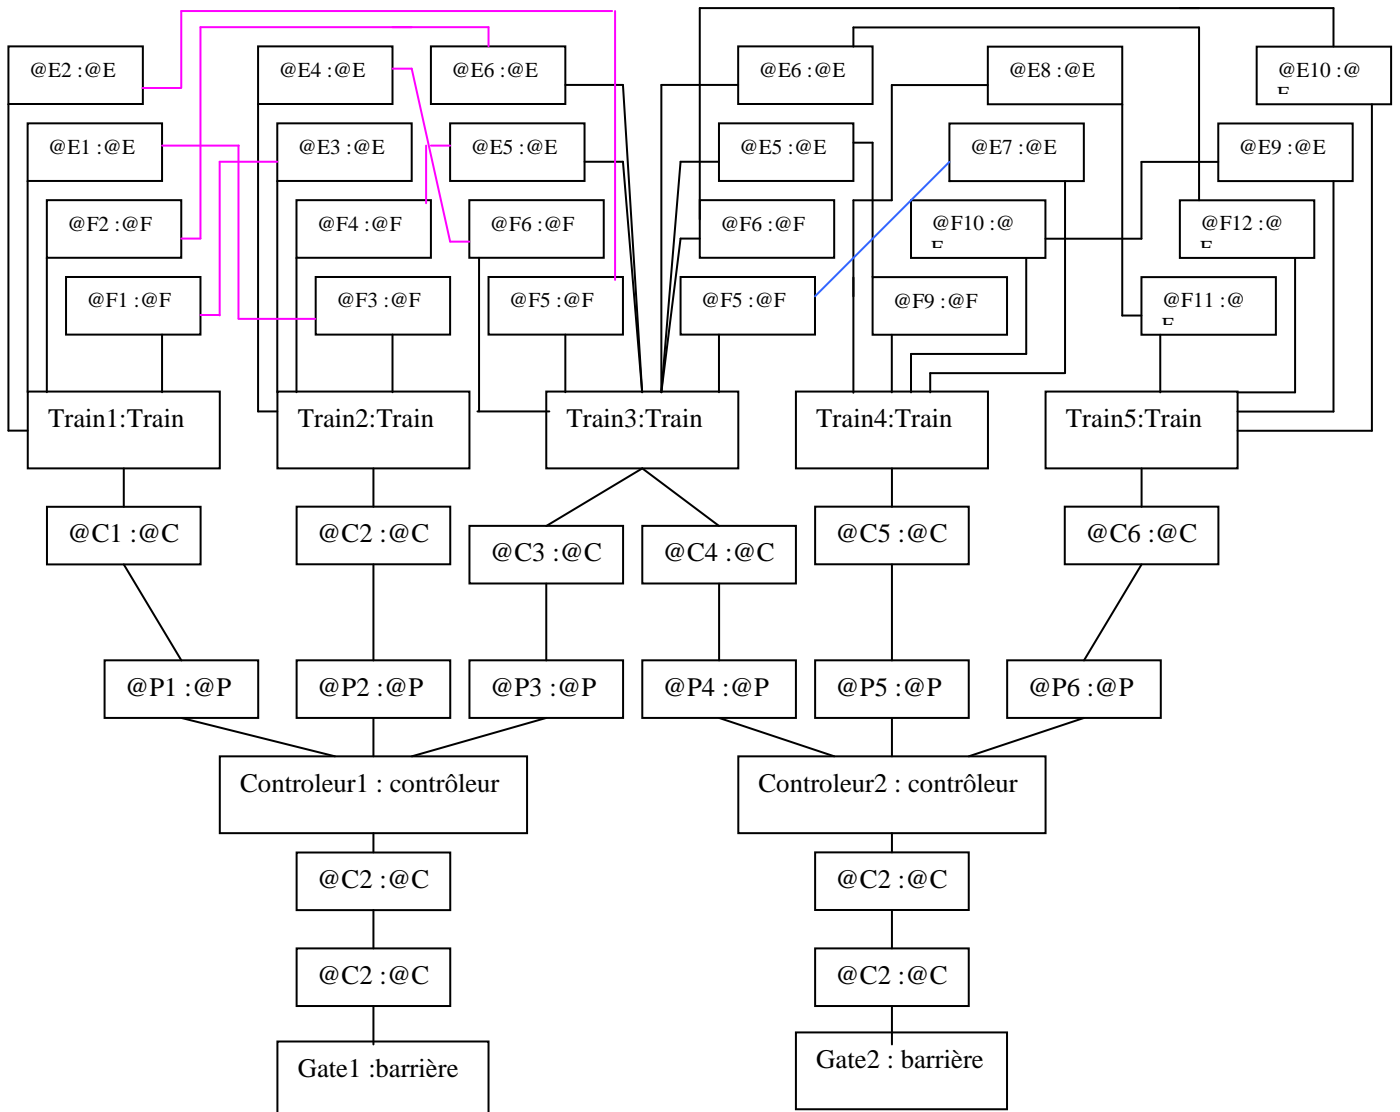 @E2 :@E
@E4 :@E
@E6 :@E
@E6 :@E
@E8 :@E
@E10 :@
@E1 :@E
@E3 :@E
@E5 :@E
@E5 :@E
@E7 :@E
@E9 :@E
@F2 :@F
@F4 :@F
@F6 :@F
@F6 :@F
@F10 :@
@F12 :@
@F1 :@F
@F3 :@F
@F5 :@F
@F5 :@F
@F9 :@F
@F11 :@
Train1:Train
Train2:Train
Train3:Train
Train4:Train
Train5:Train
@C1 :@C
@C2 :@C
@C3 :@C
@C4 :@C
@C5 :@C
@C6 :@C
@P1 :@P
@P2 :@P
@P3 :@P
@P4 :@P
@P5 :@P
@P6 :@P
Controleur1 : contrôleur
Controleur2 : contrôleur
@C2 :@C
@C2 :@C
@C2 :@C
@C2 :@C
Gate1 :barrière
Gate2 : barrière